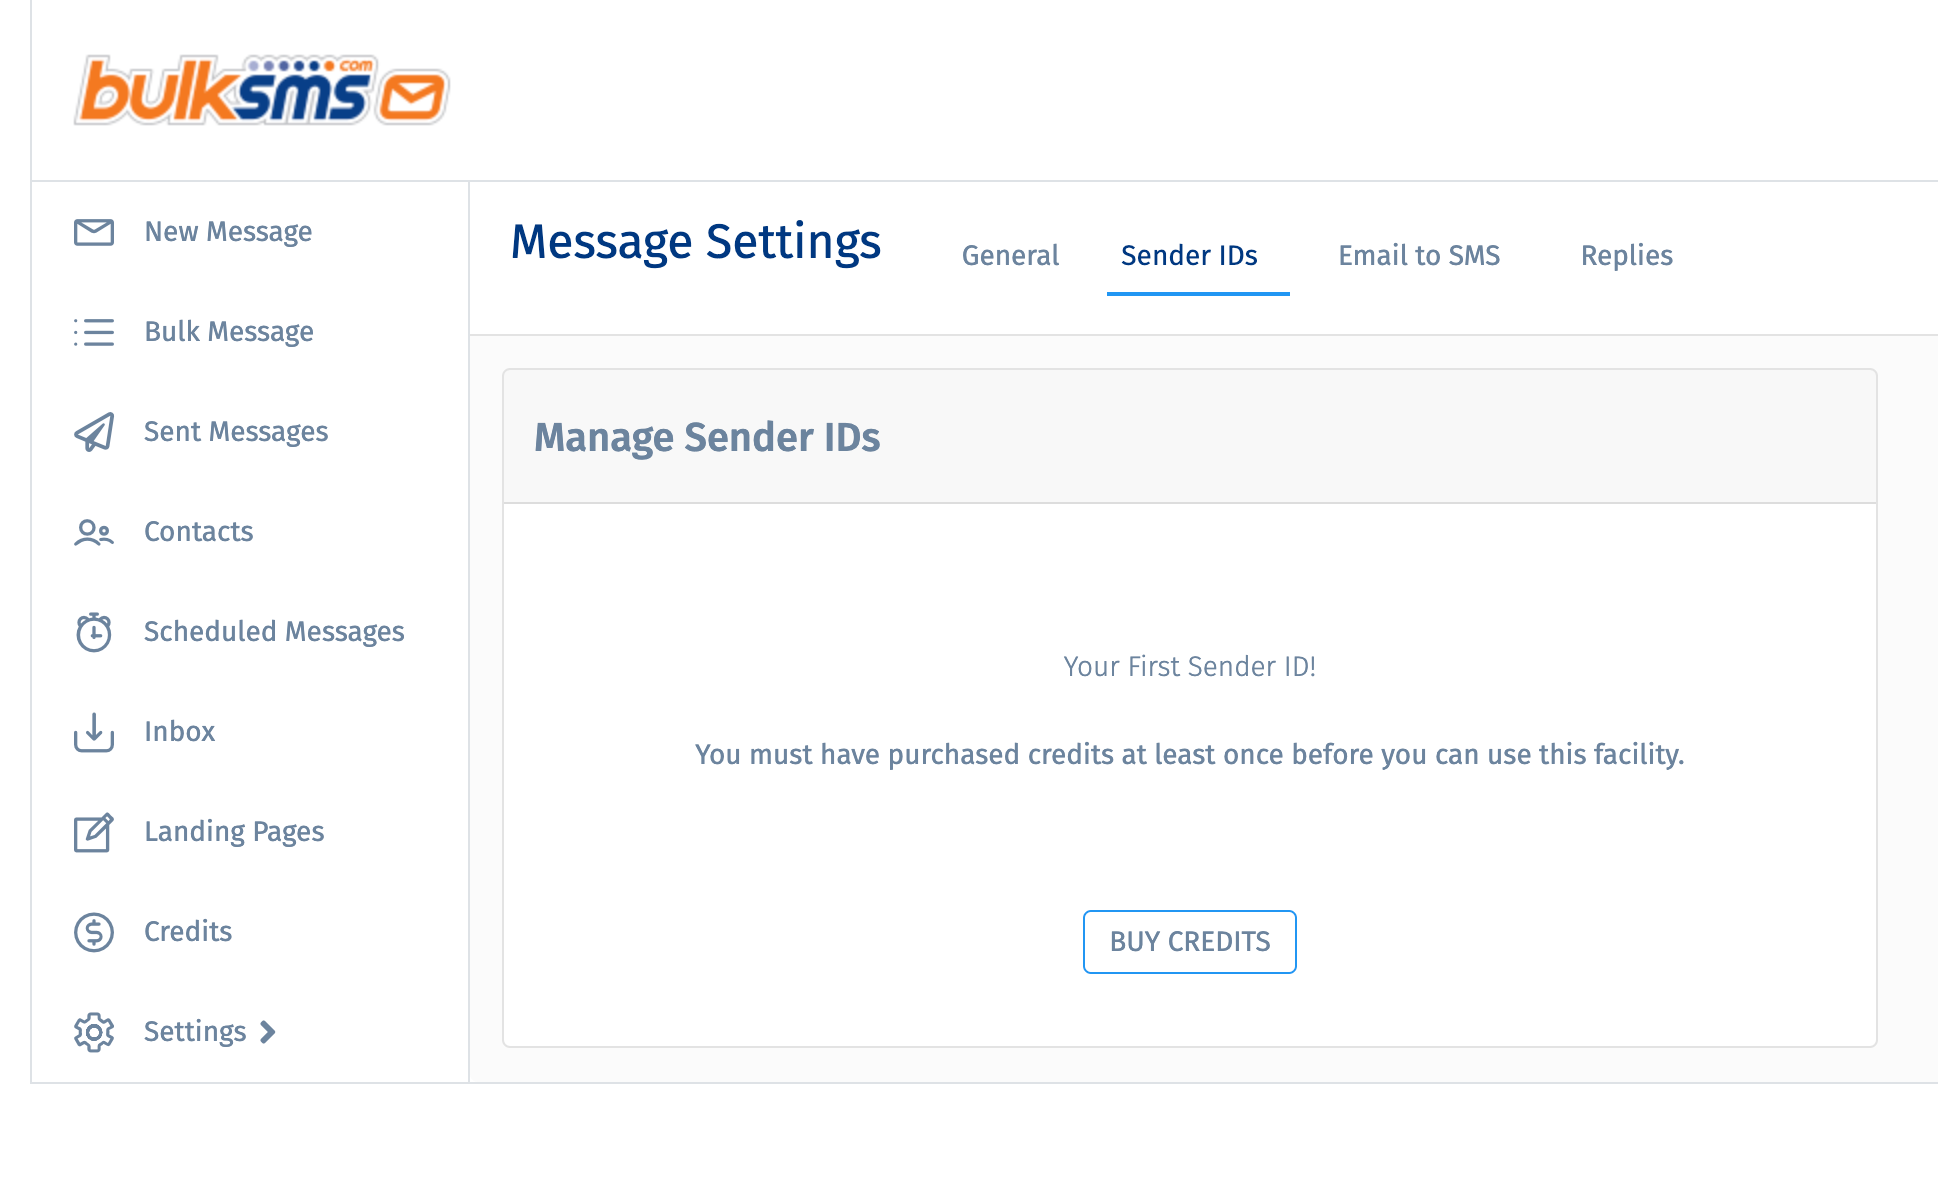 bulksms.com
New Message
Bulk Message
Sent Messages
Contacts
Scheduled Messages
Inbox
Landing Pages
Credits
Settings
Message Settings
General
Sender IDs
Email to SMS
Replies
Manage Sender IDs
Your First Sender ID!
You must have purchased credits at least once before you can use this facility.
BUY CREDITS